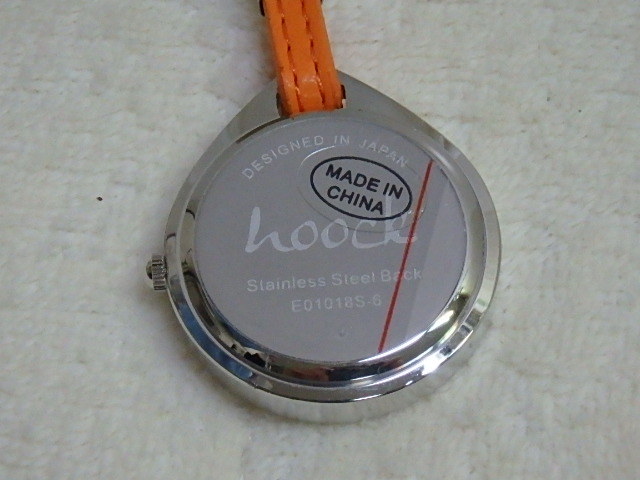 DESIGNED IN JAPAN
MADE IN
CHINA
hoock
Stainless Steel Back
E01018S-6